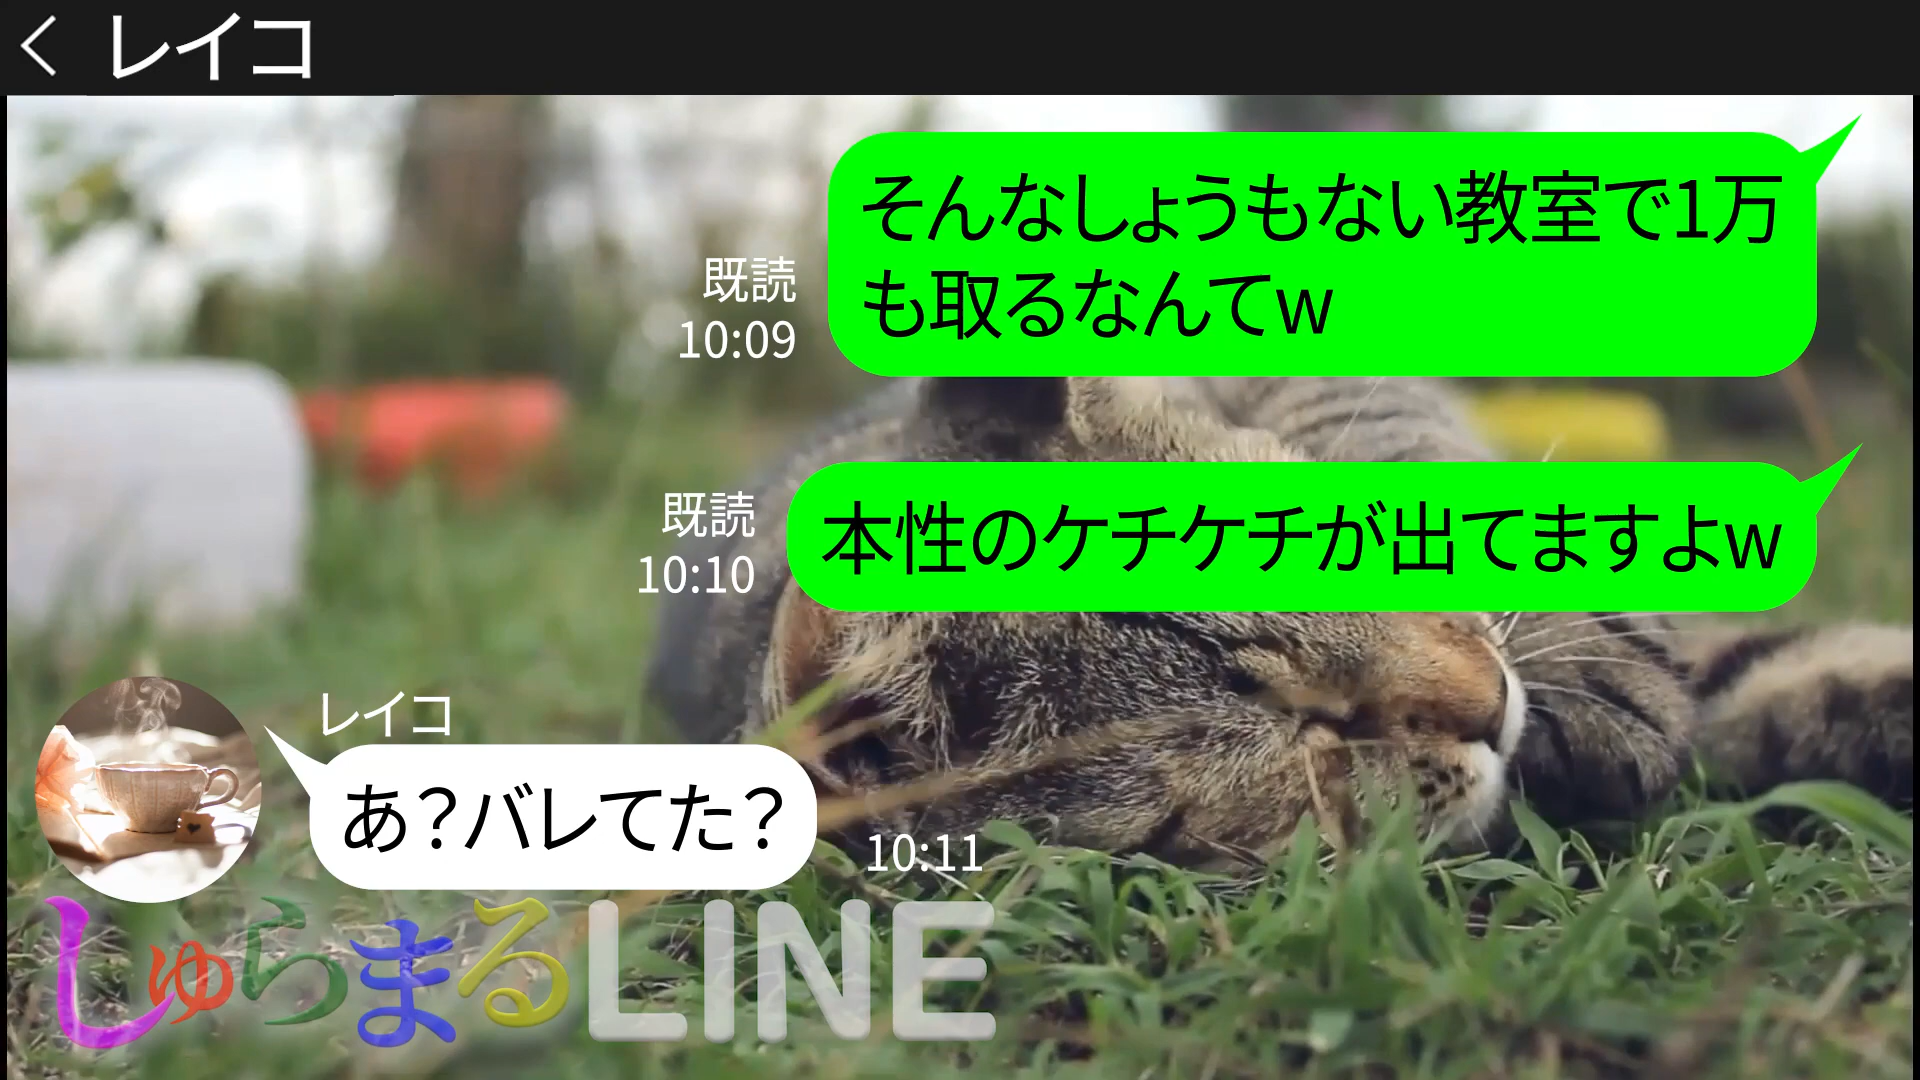 レイコ
そんなしょうもない教室で1万
も取るなんてw
既読
10:09
本性のケチケチが出てますよw
既読
10:10
レイコ
あ？バレてた？
10:11
しゅらまるLINE